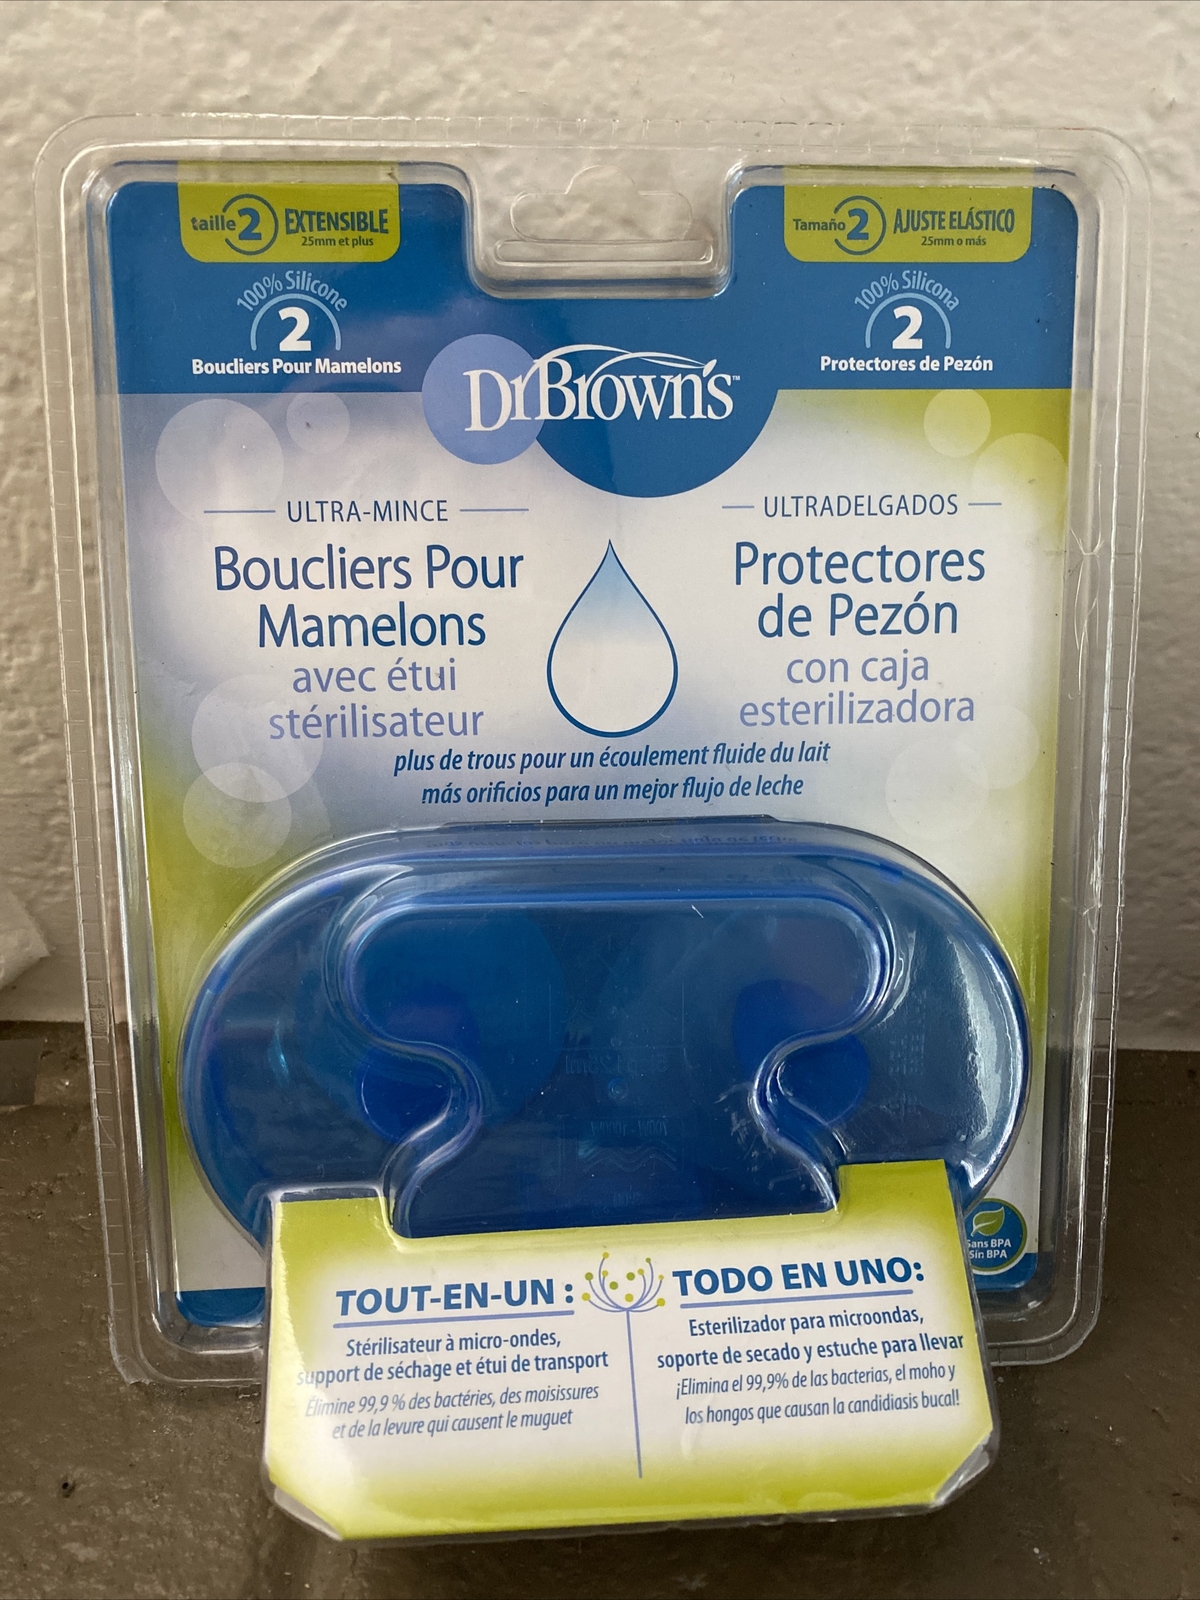 taille 2 EXTENSIBLE
25mm et plus
100% Silicone
2
Boucliers Pour Mamelons
Tamaño 2 AJUSTE ELÁSTICO
25mm o más
100% Silicona
2
Protectores de Pezón
DrBrown's™
ULTRA-MINCE
Boucliers Pour
Mamelons
avec étui
stérilisateur
ULTRADELGADOS
Protectores
de Pezón
con caja
esterilizadora
plus de trous pour un écoulement fluide du lait
más orificios para un mejor flujo de leche
Sans BPA
Sin BPA
TOUT-EN-UN :
Stérilisateur à micro-ondes,
support de séchage et étui de transport
Élimine 99,9 % des bactéries, des moisissures
et de la levure qui causent le muguet
TODO EN UNO:
Esterilizador para microondas,
soporte de secado y estuche para llevar
¡Elimina el 99,9% de las bacterias, el moho y
los hongos que causan la candidiasis bucal!